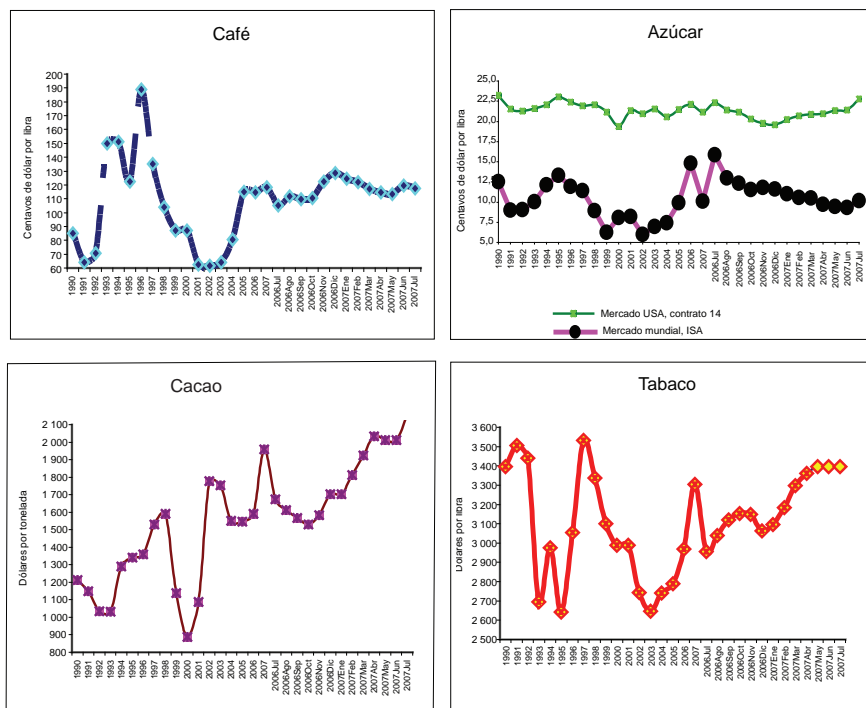 Café
Centavos de dólar por libra
200
190
180
170
160
150
140
130
120
110
100
90
80
70
60
1990
1991
1992
1993
1994
1995
1996
1997
1998
1999
2000
2001
2002
2003
2004
2005
2006
2007
2006Jul
2006Ago
2006Sep
2006Oct
2006Nov
2006Dic
2007Ene
2007Feb
2007Mar
2007Abr
2007May
2007Jun
2007Jul
Azúcar
Centavos de dólar por libra
25,0
22,5
20,0
17,5
15,0
12,5
10,0
7,5
5,0
1990
1991
1992
1993
1994
1995
1996
1997
1998
1999
2000
2001
2002
2003
2004
2005
2006
2007
2006Jul
2006Ago
2006Sep
2006Oct
2006Nov
2006Dic
2007Ene
2007Feb
2007Mar
2007Abr
2007May
2007Jun
2007Jul
Mercado USA, contrato 14
Mercado mundial, ISA
Cacao
Dólares por tonelada
2 100
2 000
1 900
1 800
1 700
1 600
1 500
1 400
1 300
1 200
1 100
1 000
900
800
1990
1991
1992
1993
1994
1995
1996
1997
1998
1999
2000
2001
2002
2003
2004
2005
2006
2007
2006Jul
2006Ago
2006Sep
2006Oct
2006Nov
2006Dic
2007Ene
2007Feb
2007Mar
2007Abr
2007May
2007Jun
2007Jul
Tabaco
Dólares por libra
3 600
3 500
3 400
3 300
3 200
3 100
3 000
2 900
2 800
2 700
2 600
2 500
1990
1991
1992
1993
1994
1995
1996
1997
1998
1999
2000
2001
2002
2003
2004
2005
2006
2007
2006Jul
2006Ago
2006Sep
2006Oct
2006Nov
2006Dic
2007Ene
2007Feb
2007Mar
2007Abr
2007May
2007Jun
2007Jul